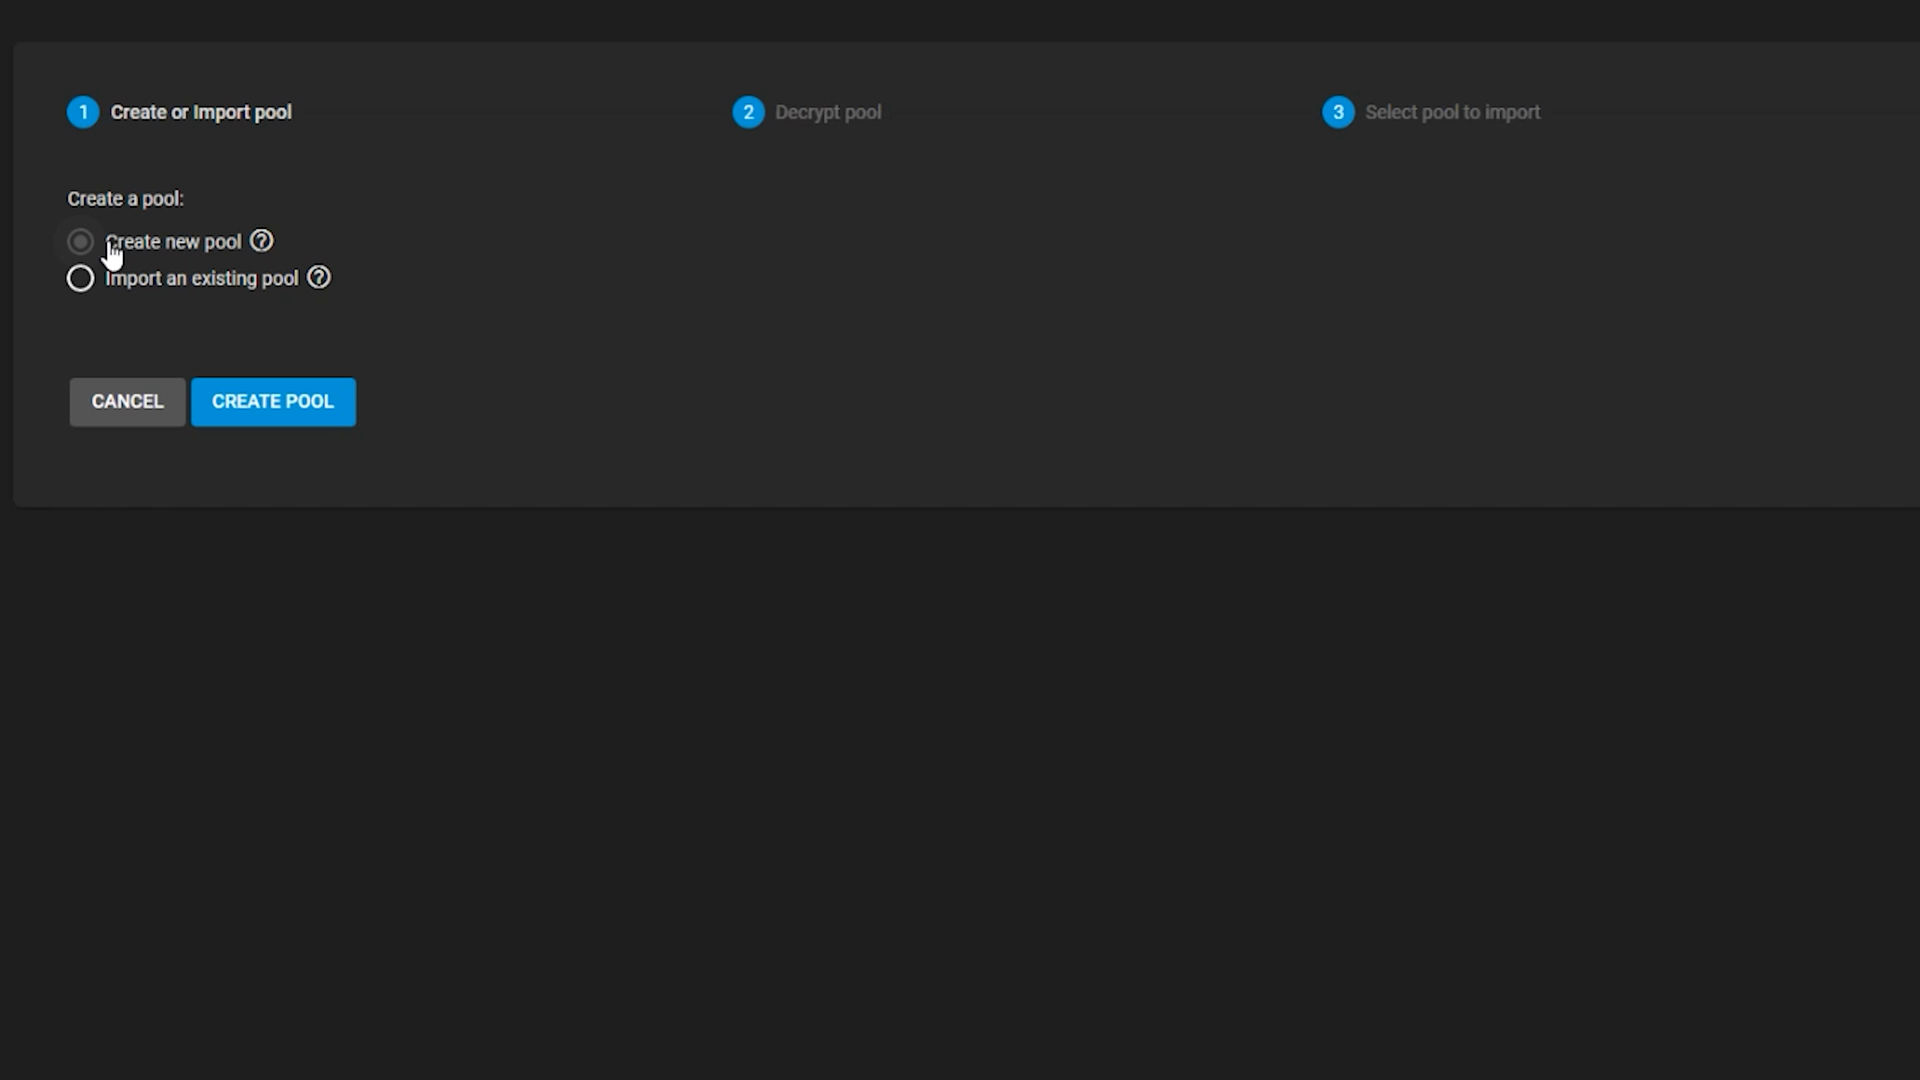 1 Create or Import pool
2 Decrypt pool
3 Select pool to import
Create a pool:
Create new pool ?
Import an existing pool ?
CANCEL
CREATE POOL